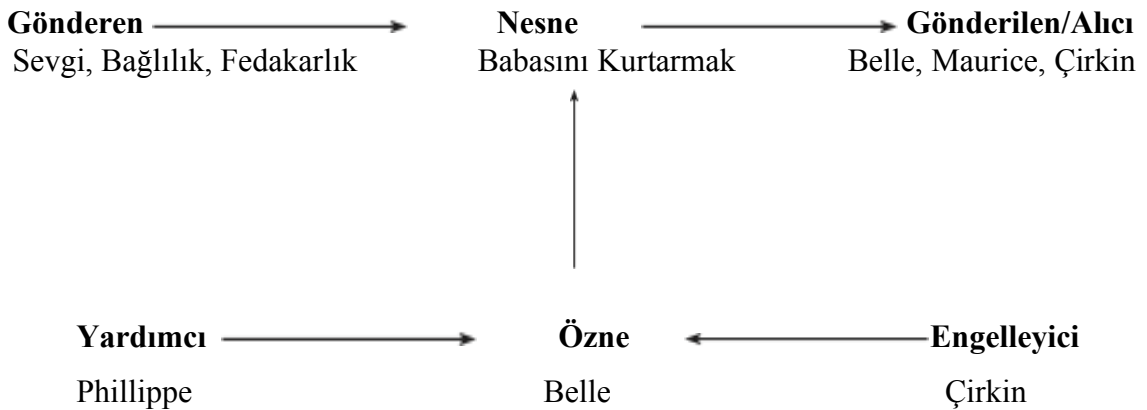 Gönderen Nesne Gönderilen/Alıcı
Sevgi, Bağlılık, Fedakarlık Babasını Kurtarmak Belle, Maurice, Çirkin
Yardımcı Özne Engelleyici
Phillippe Belle Çirkin